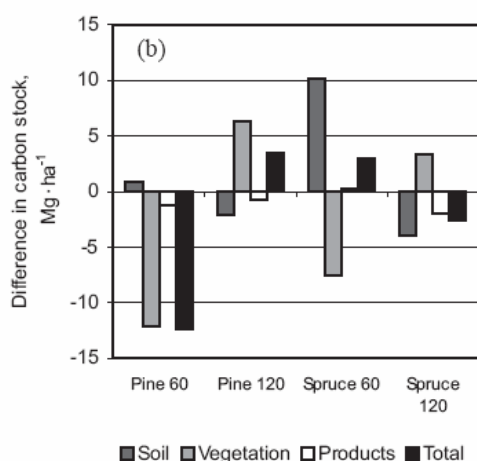 (b)
Difference in carbon stock,
Mg · ha⁻¹
15
10
5
0
-5
-10
-15
Pine 60
Pine 120
Spruce 60
Spruce
120
Soil
Vegetation
Products
Total